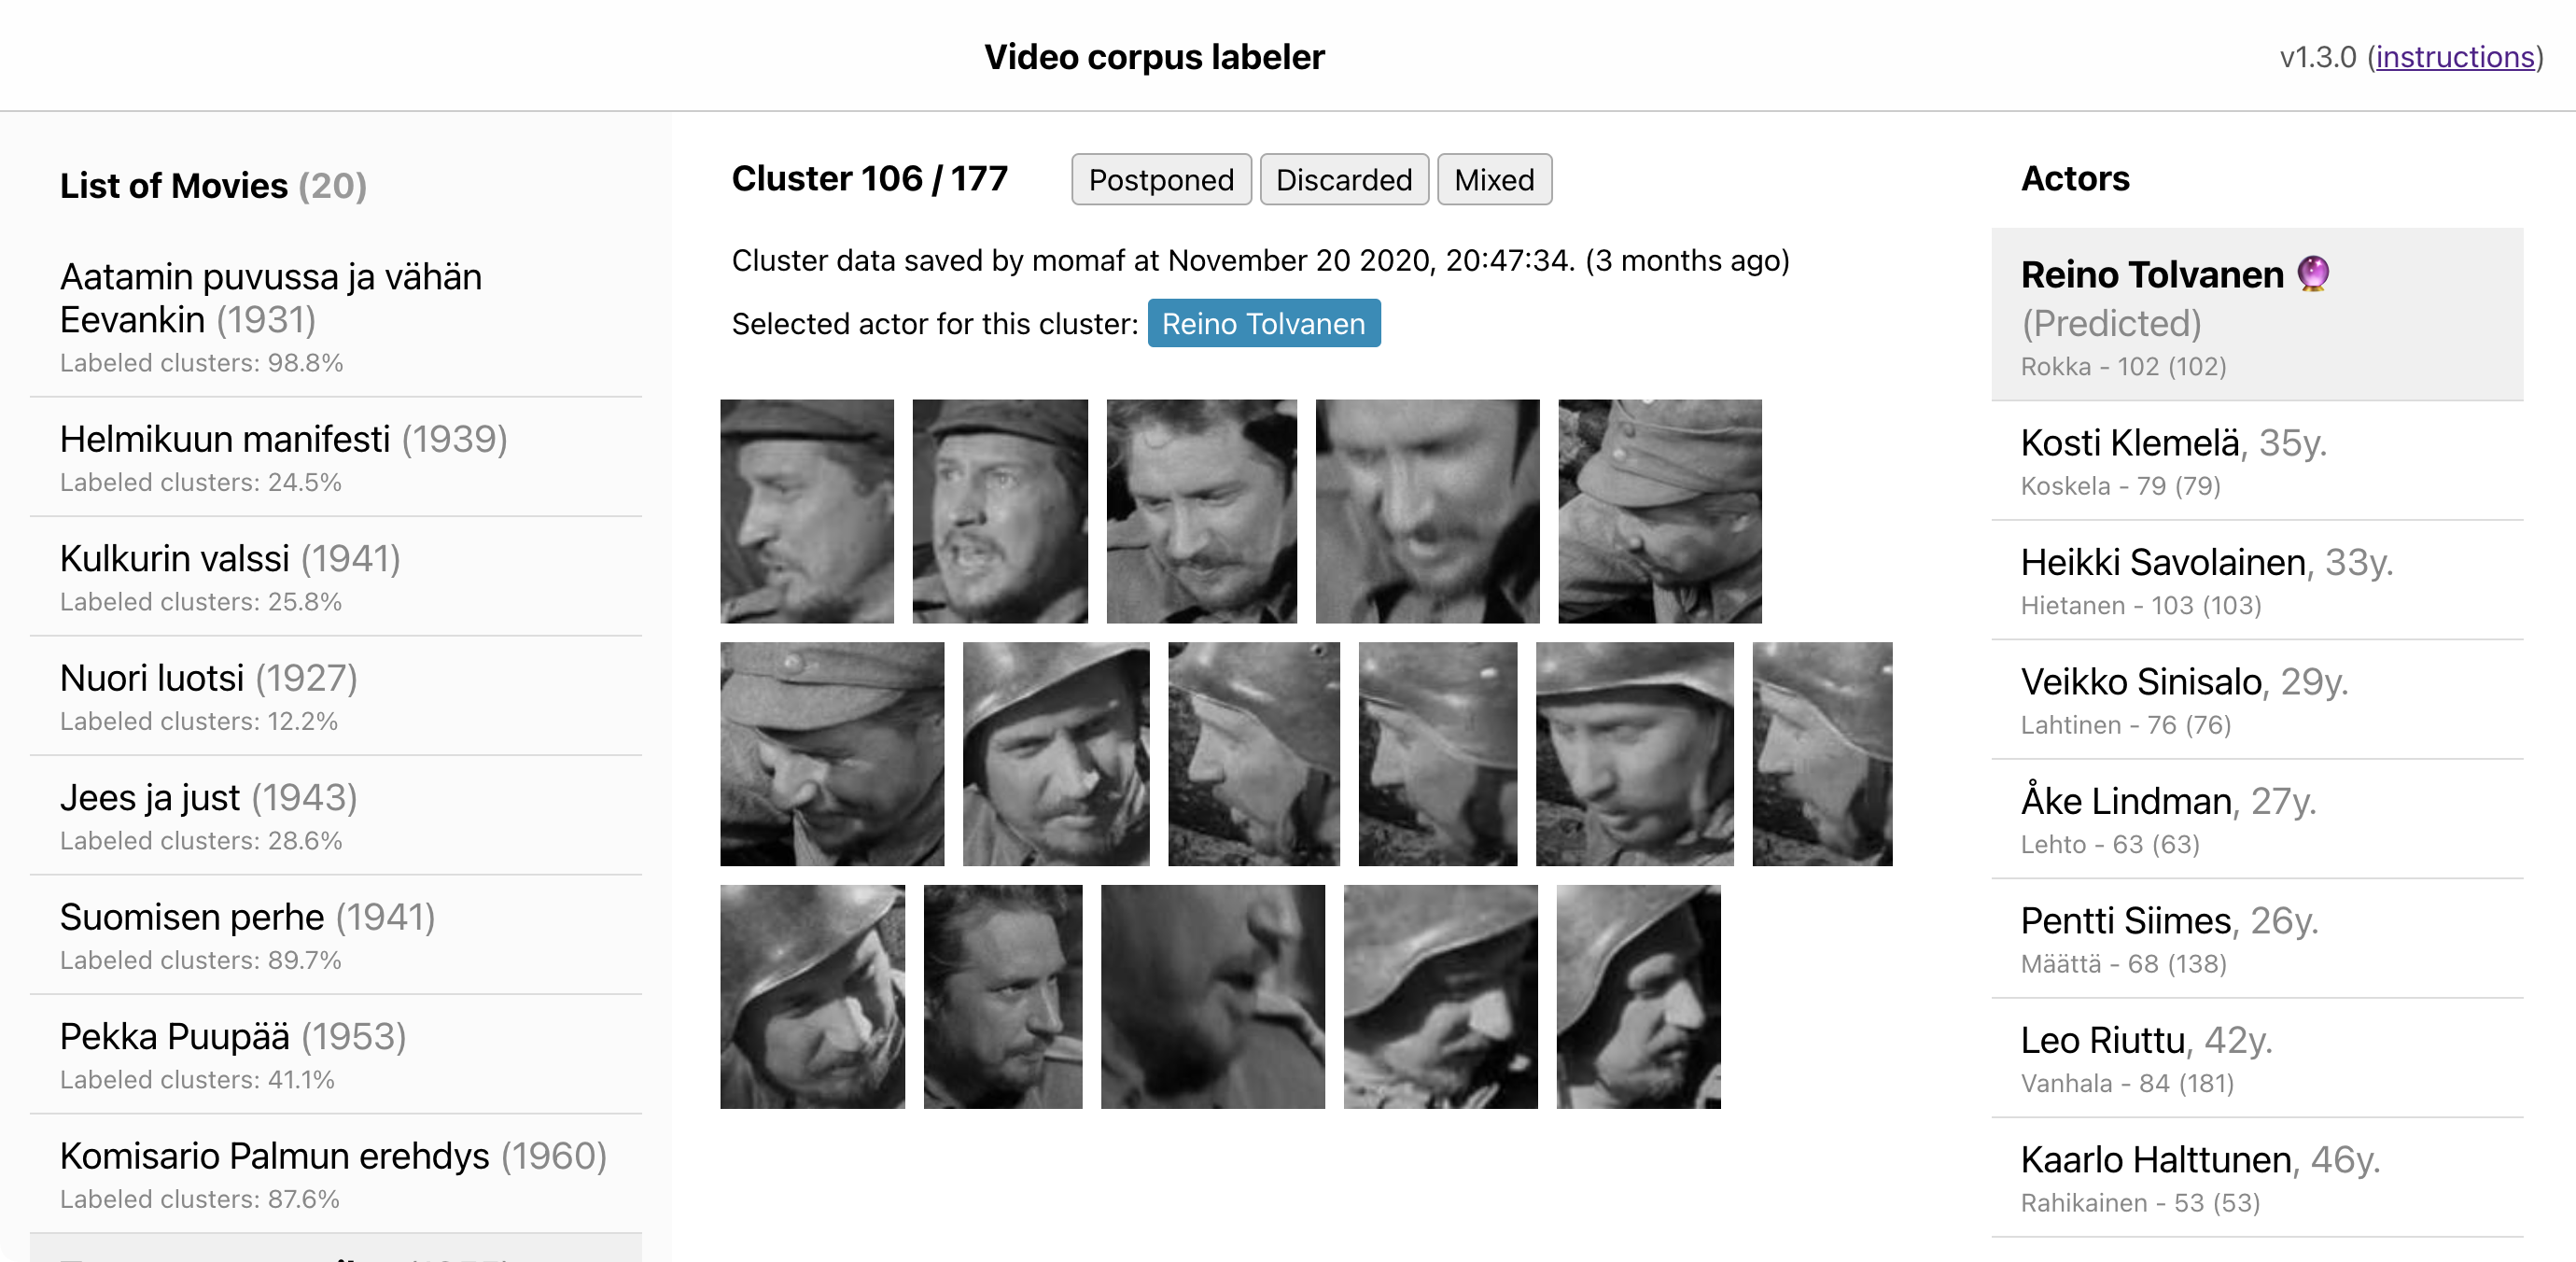 Video corpus labeler
v1.3.0 (instructions)
List of Movies (20)
Aatamin puvussa ja vähän
Eevankin (1931)
Labeled clusters: 98.8%
Helmikuun manifesti (1939)
Labeled clusters: 24.5%
Kulkurin valssi (1941)
Labeled clusters: 25.8%
Nuori luotsi (1927)
Labeled clusters: 12.2%
Jees ja just (1943)
Labeled clusters: 28.6%
Suomisen perhe (1941)
Labeled clusters: 89.7%
Pekka Puupää (1953)
Labeled clusters: 41.1%
Komisario Palmun erehdys (1960)
Labeled clusters: 87.6%
Cluster 106 / 177
Postponed
Discarded
Mixed
Cluster data saved by momaf at November 20 2020, 20:47:34. (3 months ago)
Selected actor for this cluster: Reino Tolvanen
Actors
Reino Tolvanen 🔮
(Predicted)
Rokka - 102 (102)
Kosti Klemelä, 35y.
Koskela - 79 (79)
Heikki Savolainen, 33y.
Hietanen - 103 (103)
Veikko Sinisalo, 29y.
Lahtinen - 76 (76)
Åke Lindman, 27y.
Lehto - 63 (63)
Pentti Siimes, 26y.
Määttä - 68 (138)
Leo Riuttu, 42y.
Vanhala - 84 (181)
Kaarlo Halttunen, 46y.
Rahikainen - 53 (53)